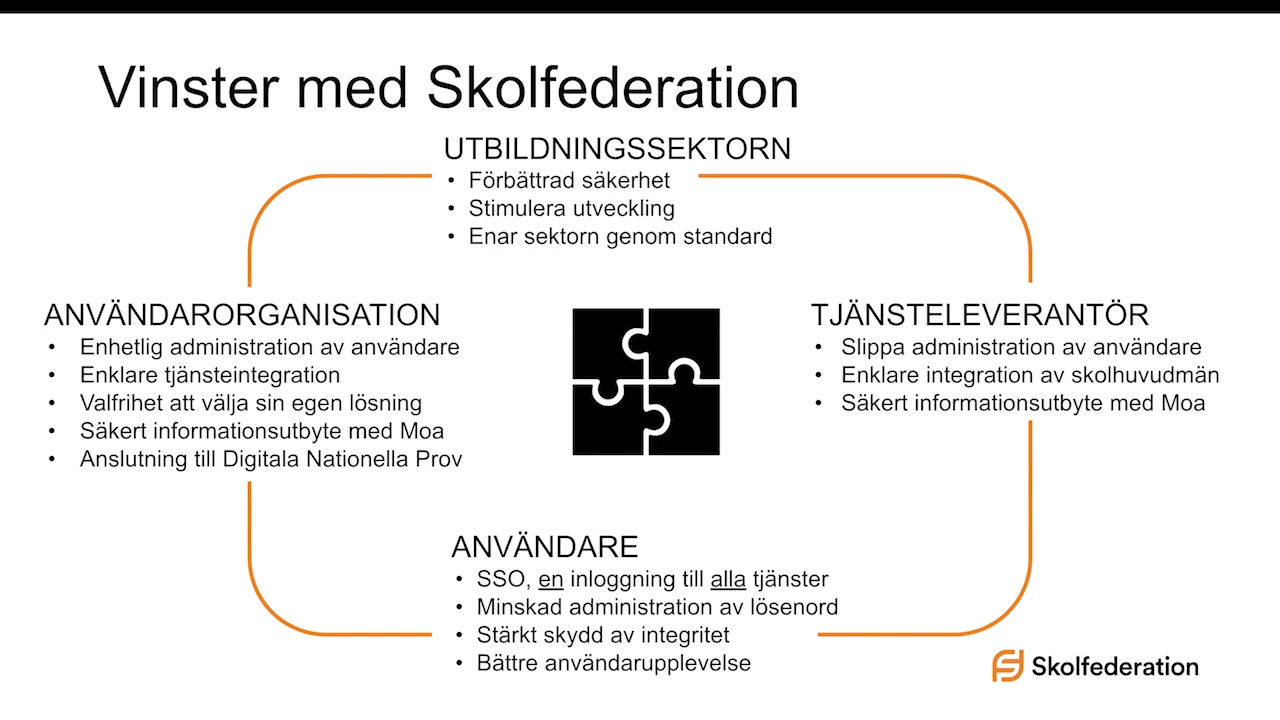 Vinster med Skolfederation
UTBILDNINGSSEKTORN
• Förbättrad säkerhet
• Stimulera utveckling
• Enar sektorn genom standard
ANVÄNDARORGANISATION
• Enhetlig administration av användare
• Enklare tjänsteintegration
• Valfrihet att välja sin egen lösning
• Säkert informationsutbyte med Moa
• Anslutning till Digitala Nationella Prov
TJÄNSTELEVERANTÖR
• Slippa administration av användare
• Enklare integration av skolhuvudmän
• Säkert informationsutbyte med Moa
ANVÄNDARE
• SSO, en inloggning till alla tjänster
• Minskad administration av lösenord
• Stärkt skydd av integritet
• Bättre användarupplevelse
Skolfederation